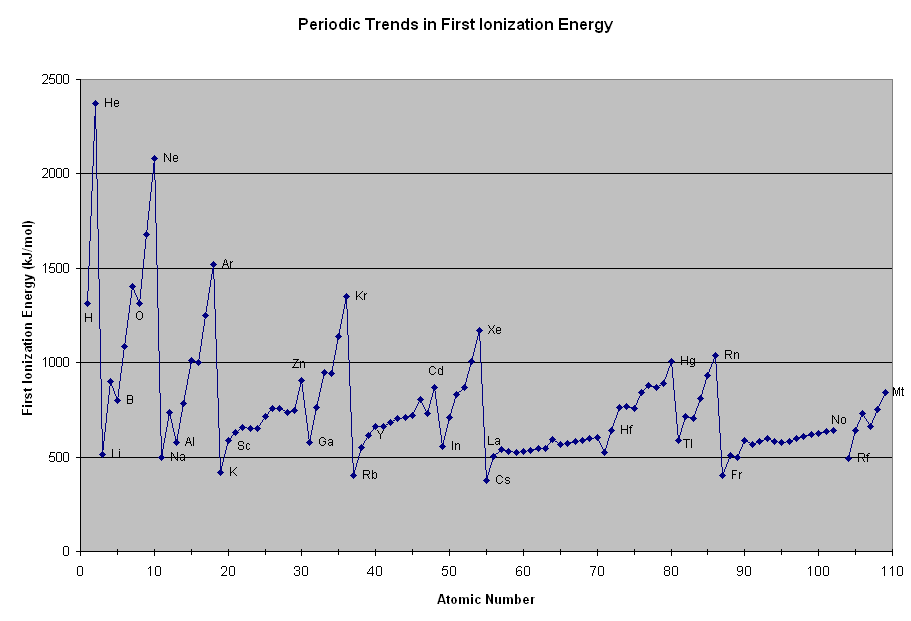 Periodic Trends in First Ionization Energy
2500
2000
1500
1000
500
0
First Ionization Energy (kJ/mol)
He
Ne
H
O
Ar
Kr
Xe
Zn
Cd
Hg
Rn
B
Li
Na
Al
K
Sc
Ga
Rb
Y
In
La
Cs
Hf
Tl
Fr
No
Rf
Mt
0 10 20 30 40 50 60 70 80 90 100 110
Atomic Number